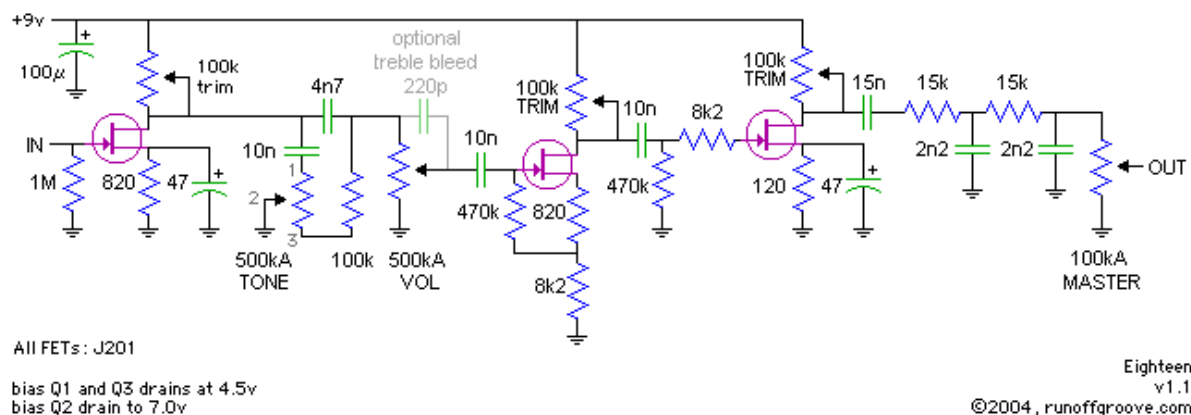 +9v
optional
treble bleed
220p
100µ
100k
trim
4n7
100k
TRIM
10n
8k2
100k
TRIM
15n
15k
15k
IN
1M
820
47
10n
1
2
3
500kA
TONE
100k
500kA
VOL
10n
470k
820
8k2
470k
120
47
2n2
2n2
OUT
100kA
MASTER
All FETs: J201
bias Q1 and Q3 drains at 4.5v
bias Q2 drain to 7.0v
Eighteen
v1.1
©2004, runoffgroove.com